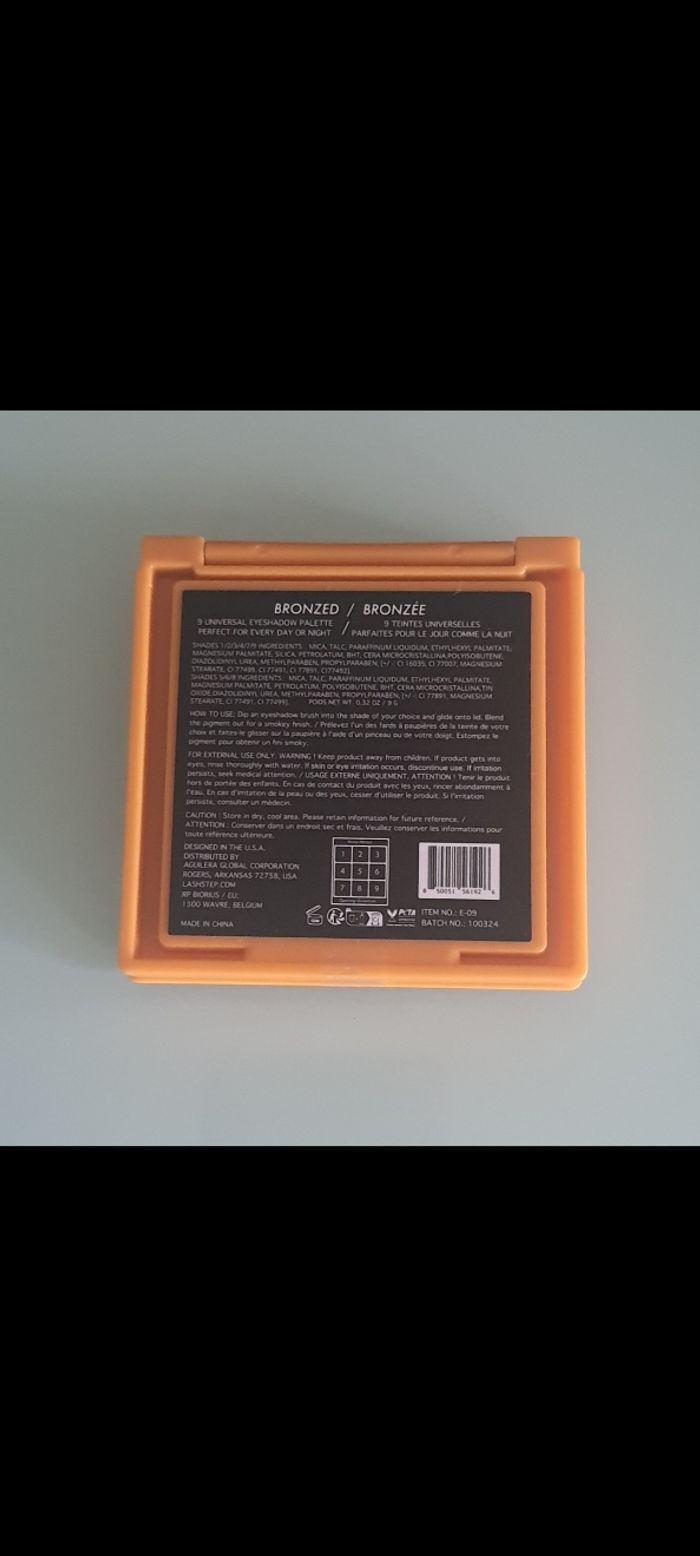 BRONZED / BRONZÉE
9 UNIVERSAL EYESHADOW PALETTE / 9 TEINTES UNIVERSELLES
PERFECT FOR EVERY DAY OR NIGHT / PARFAITES POUR LE JOUR COMME LA NUIT
SHADES 1/2/3/4/7/9 INGREDIENTS: MICA, TALC, PARAFFINUM LIQUIDUM, ETHYLHEXYL PALMITATE,
MAGNESIUM PALMITATE, SILICA, PETROLATUM, BHT, CERA MICROCRISTALLINA,POLYISOBUTENE,
DIAZOLIDINYL UREA, METHYLPARABEN, PROPYLPARABEN, [+/-: CI 16035, CI 77007, MAGNESIUM
STEARATE, CI 77499, CI 77491, CI 77891, CI77492].
SHADES 5/6/8 INGREDIENTS: MICA, TALC, PARAFFINUM LIQUIDUM, ETHYLHEXYL PALMITATE,
MAGNESIUM PALMITATE, PETROLATUM, POLYISOBUTENE, BHT, CERA MICROCRISTALLINA,TIN
OXIDE,DIAZOLIDINYL UREA, METHYLPARABEN, PROPYLPARABEN, [+/-: CI 77891, MAGNESIUM
STEARATE, CI 77491, CI 77499]. POIDS NET WT. 0.32 OZ / 9 G
HOW TO USE: Dip an eyeshadow brush into the shade of your choice and glide onto lid. Blend
the pigment out for a smokey finish. / Prélevez l'un des fards à paupières de la teinte de votre
choix et faites-le glisser sur la paupière à l'aide d'un pinceau ou de votre doigt. Estompez le
pigment pour obtenir un fini smoky.
FOR EXTERNAL USE ONLY. WARNING ! Keep product away from children. If product gets into
eyes, rinse thoroughly with water. If skin or eye irritation occurs, discontinue use. If irritation
persists, seek medical attention. / USAGE EXTERNE UNIQUEMENT. ATTENTION ! Tenir le produit
hors de portée des enfants. En cas de contact du produit avec les yeux, rincer abondamment à
l'eau. En cas d'irritation de la peau ou des yeux, cesser d'utiliser le produit. Si l'irritation
persiste, consulter un médecin.
CAUTION : Store in dry, cool area. Please retain information for future reference. /
ATTENTION : Conserver dans un endroit sec et frais. Veuillez conserver les informations pour
toute référence ultérieure.
DESIGNED IN THE U.S.A.
DISTRIBUTED BY
AGUILERA GLOBAL CORPORATION
ROGERS, ARKANSAS 72758, USA
LASHSTEP.COM
RP BIORIUS / EU:
1300 WAVRE, BELGIUM
MADE IN CHINA
1 2 3
4 5 6
7 8 9
8 50051 56192 6
PETA
ITEM NO.: E-09
BATCH NO.: 100324